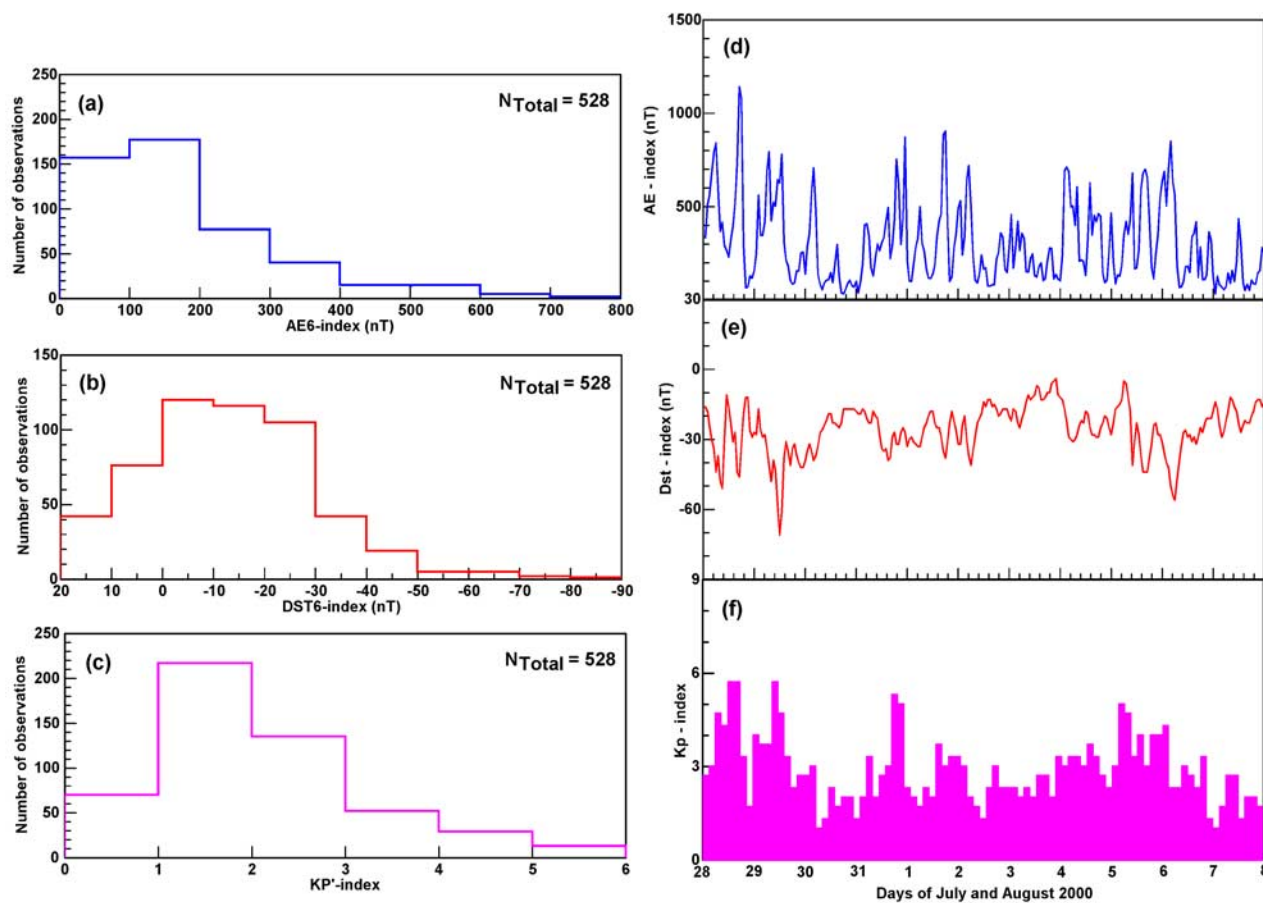 (a)
N Total = 528
Number of observations
250
200
150
100
50
0
0 100 200 300 400 500 600 700 800
AE6-index (nT)
(b)
N Total = 528
Number of observations
150
100
50
0
20 10 0 -10 -20 -30 -40 -50 -60 -70 -80 -90
DST6-index (nT)
(c)
N Total = 528
Number of observations
250
200
150
100
50
0
0 1 2 3 4 5 6
KP'-index
(d)
AE - index (nT)
1500
1000
500
30
(e)
Dst - index (nT)
-0
-30
-60
9
(f)
Kp - index
6
3
0
28 29 30 31 1 2 3 4 5 6 7 8
Days of July and August 2000